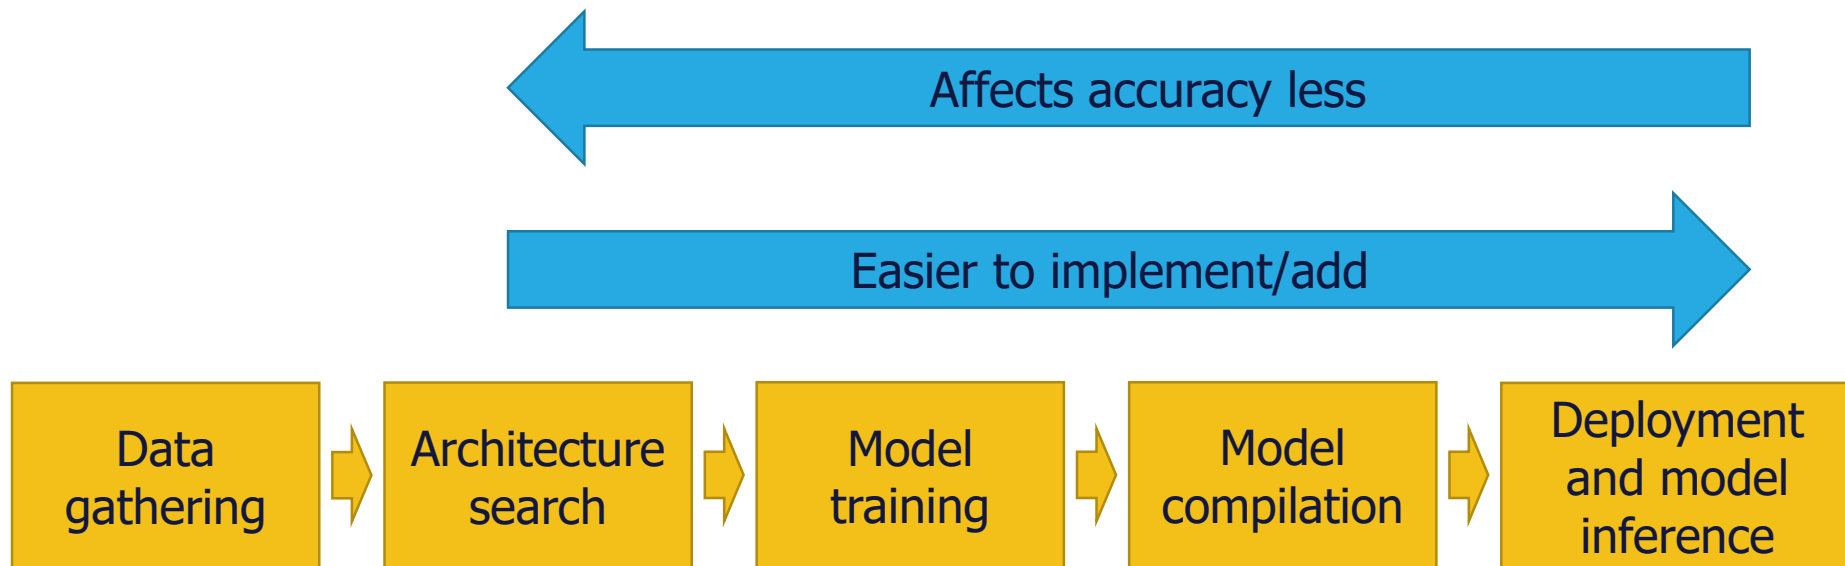 Affects accuracy less
Easier to implement/add
Data
gathering
Architecture
search
Model
training
Model
compilation
Deployment
and model
inference